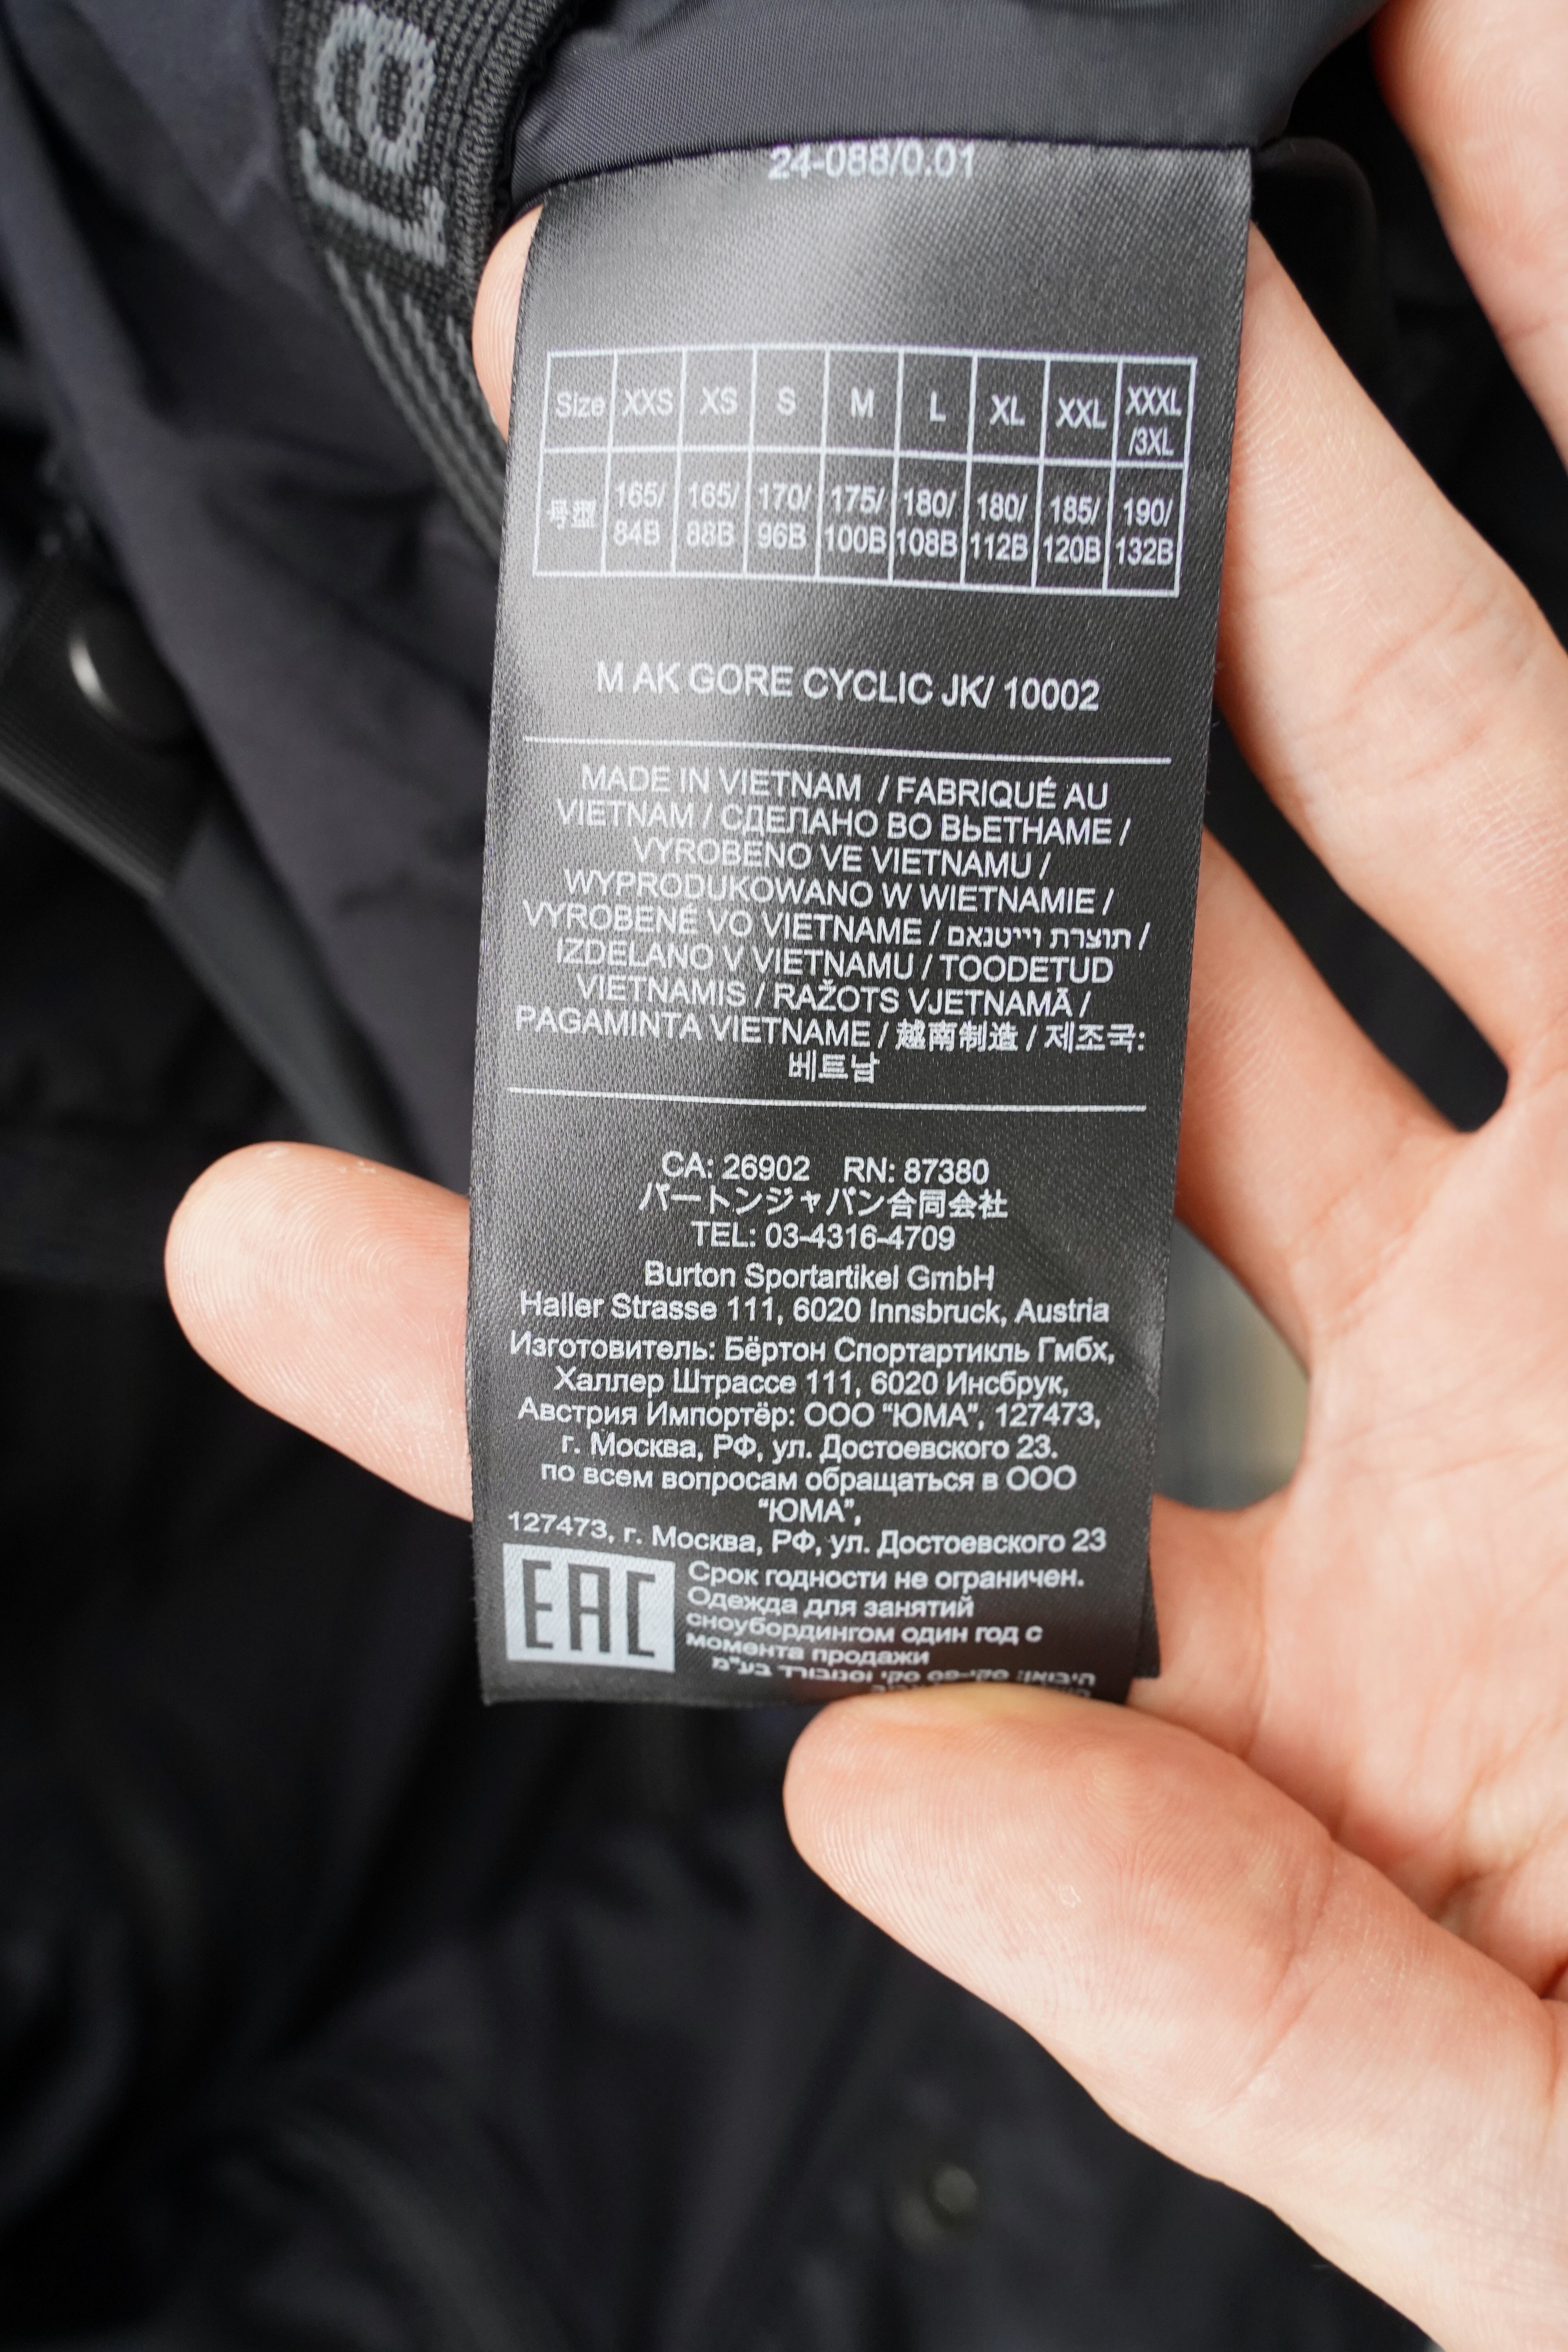 24-088/0.01
Size XXS XS S M L XL XXL XXXL /3XL
号型 165/84B 165/88B 170/96B 175/100B 180/108B 180/112B 185/120B 190/132B
M AK GORE CYCLIC JK/ 10002
MADE IN VIETNAM / FABRIQUÉ AU
VIETNAM / СДЕЛАНО ВО ВЬЕТНАМЕ /
VYROBENO VE VIETNAMU /
WYPRODUKOWANO W WIETNAMIE /
VYROBENÉ VO VIETNAME / תוצרת וייטנאם /
IZDELANO V VIETNAMU / TOODETUD
VIETNAMIS / RAŽOTS VJETNAMĀ /
PAGAMINTA VIETNAME / 越南制造 / 제조국:
베트남
CA: 26902 RN: 87380
バートンジャパン合同会社
TEL: 03-4316-4709
Burton Sportartikel GmbH
Haller Strasse 111, 6020 Innsbruck, Austria
Изготовитель: Бёртон Спортартикль Гмбх,
Халлер Штрассе 111, 6020 Инсбрук,
Австрия Импортёр: ООО “ЮМА”, 127473,
г. Москва, РФ, ул. Достоевского 23.
по всем вопросам обращаться в ООО
“ЮМА”,
127473, г. Москва, РФ, ул. Достоевского 23
EAC
Срок годности не ограничен.
Одежда для занятий
сноубордингом один год с
момента продажи